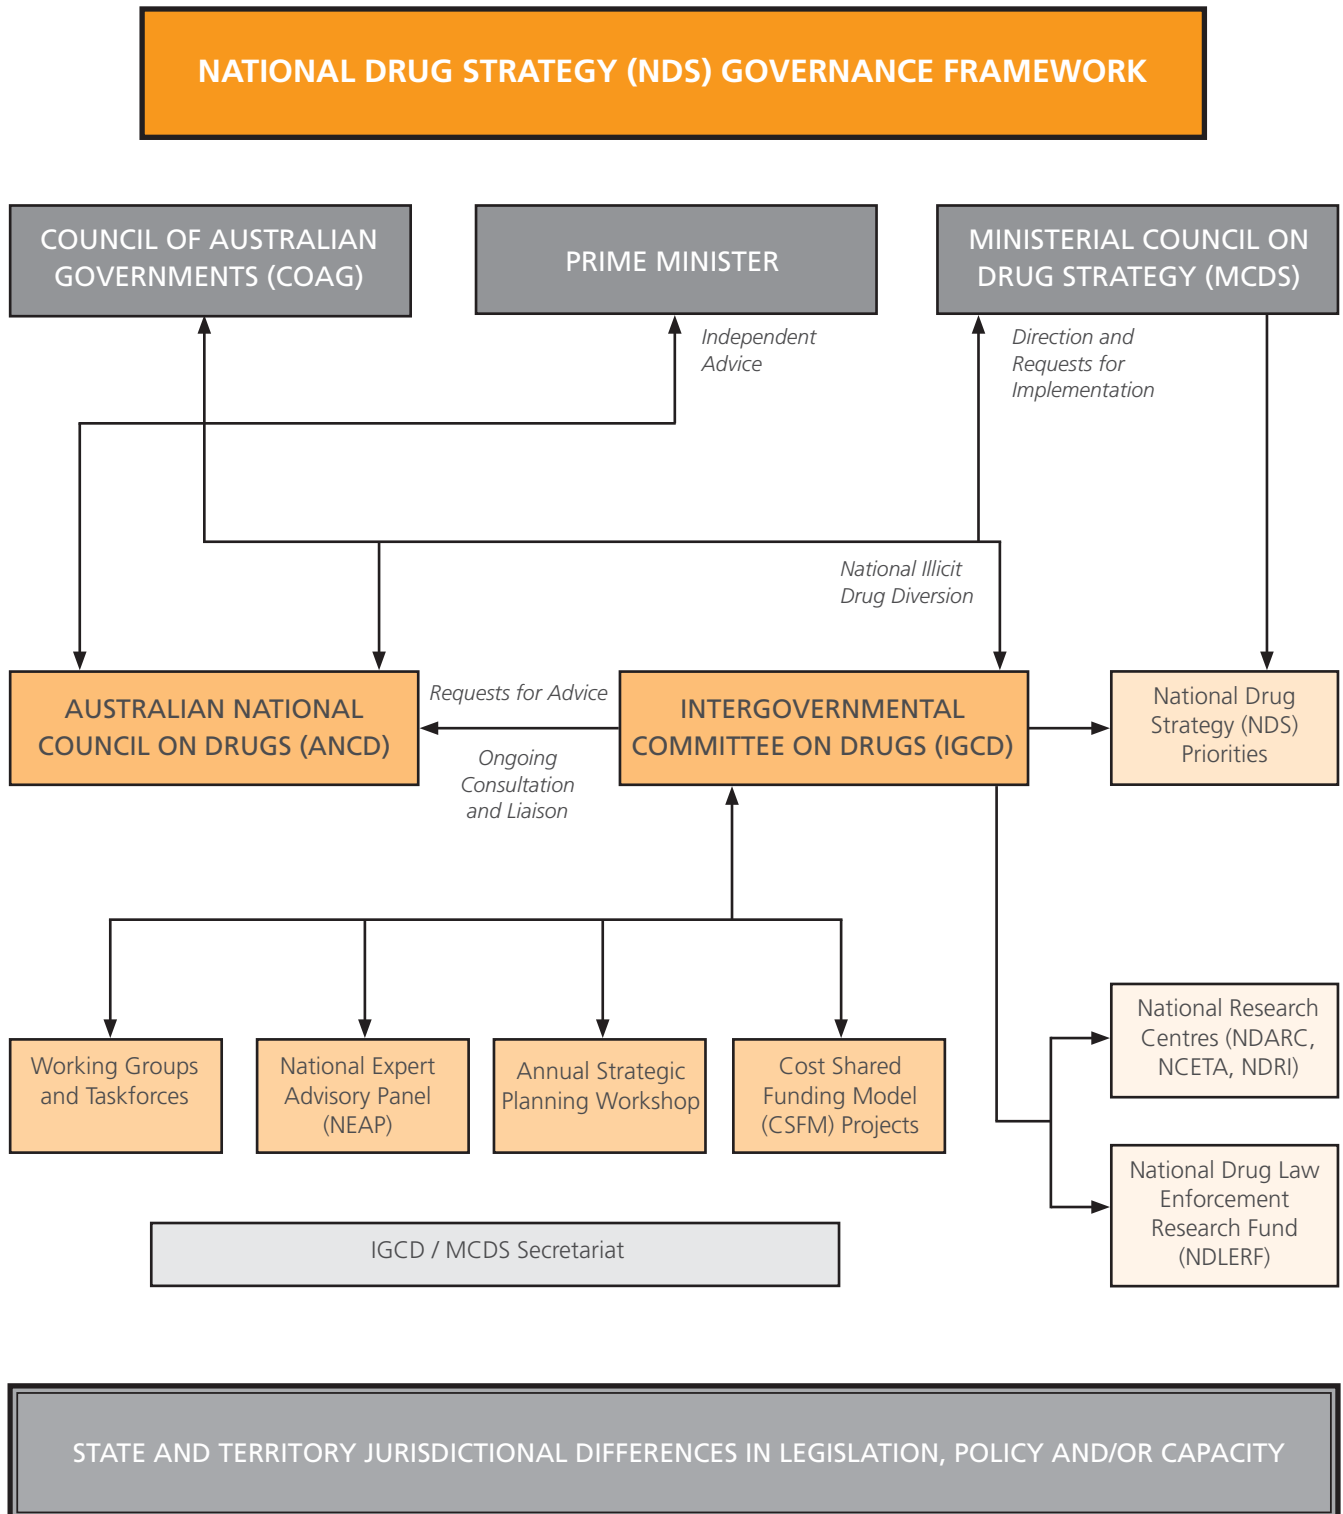 NATIONAL DRUG STRATEGY (NDS) GOVERNANCE FRAMEWORK
COUNCIL OF AUSTRALIAN
GOVERNMENTS (COAG)
PRIME MINISTER
MINISTERIAL COUNCIL ON
DRUG STRATEGY (MCDS)
Independent
Advice
Direction and
Requests for
Implementation
National Illicit
Drug Diversion
AUSTRALIAN NATIONAL
COUNCIL ON DRUGS (ANCD)
Requests for Advice
Ongoing
Consultation
and Liaison
INTERGOVERNMENTAL
COMMITTEE ON DRUGS (IGCD)
National Drug
Strategy (NDS)
Priorities
Working Groups
and Taskforces
National Expert
Advisory Panel
(NEAP)
Annual Strategic
Planning Workshop
Cost Shared
Funding Model
(CSFM) Projects
National Research
Centres (NDARC,
NCETA, NDRI)
National Drug Law
Enforcement
Research Fund
(NDLERF)
IGCD / MCDS Secretariat
STATE AND TERRITORY JURISDICTIONAL DIFFERENCES IN LEGISLATION, POLICY AND/OR CAPACITY